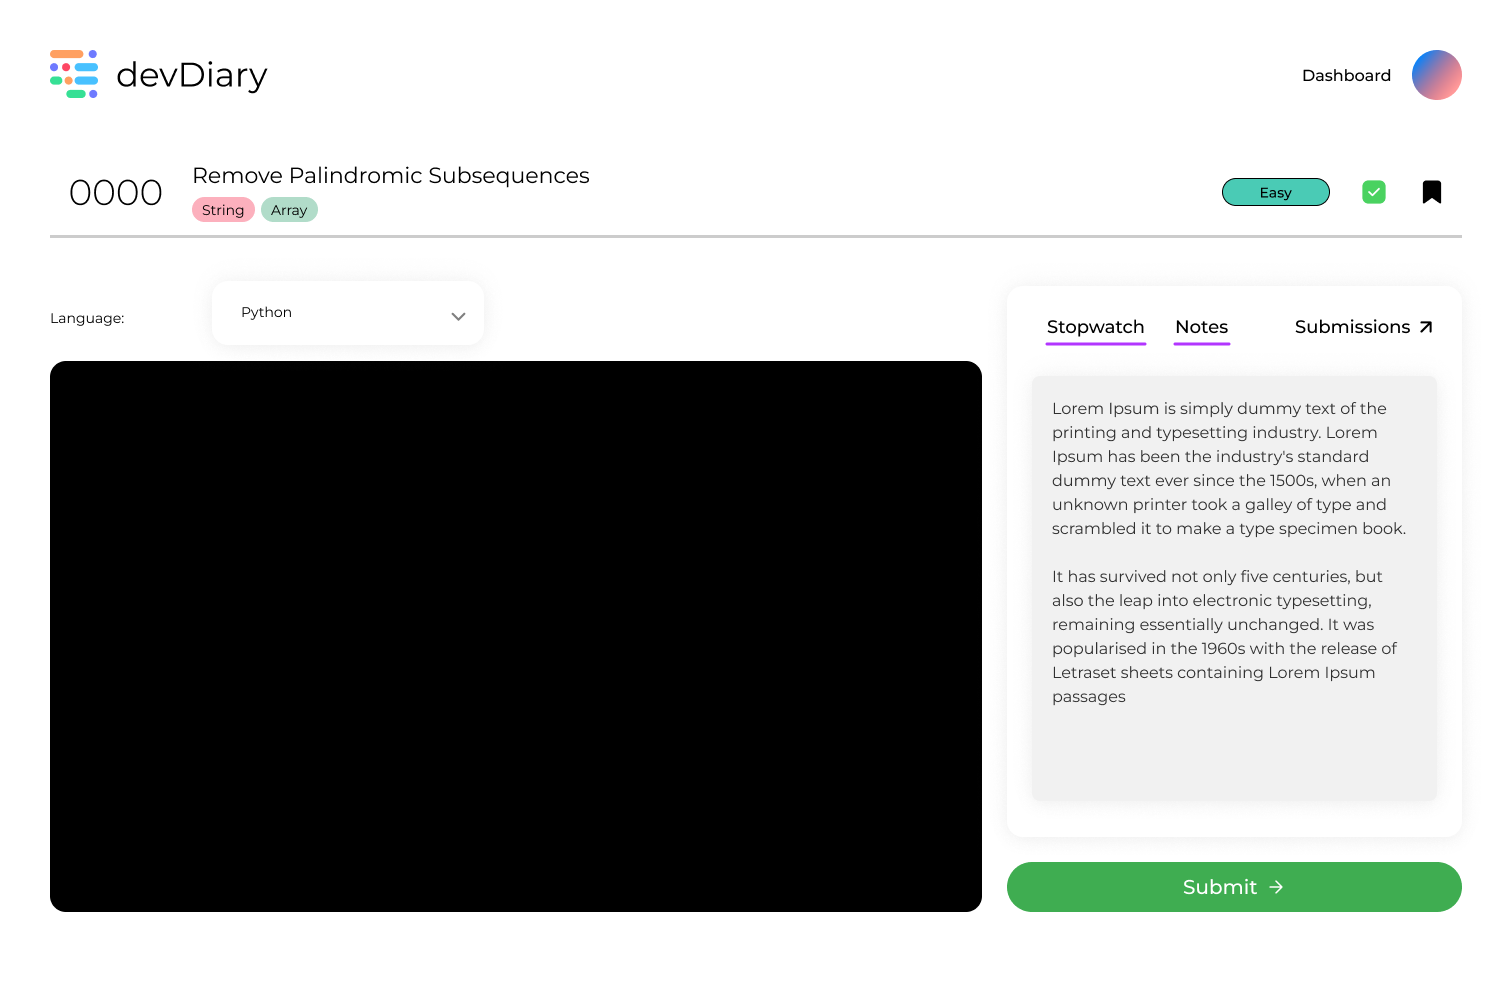 devDiary
Dashboard
0000
Remove Palindromic Subsequences
String
Array
Easy
Language:
Python
Stopwatch
Notes
Submissions
Lorem Ipsum is simply dummy text of the
printing and typesetting industry. Lorem
Ipsum has been the industry's standard
dummy text ever since the 1500s, when an
unknown printer took a galley of type and
scrambled it to make a type specimen book.
It has survived not only five centuries, but
also the leap into electronic typesetting,
remaining essentially unchanged. It was
popularised in the 1960s with the release of
Letraset sheets containing Lorem Ipsum
passages
Submit